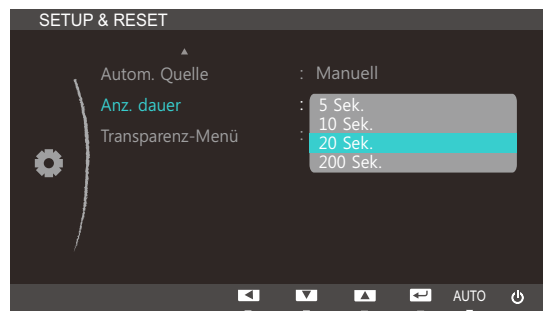 SETUP & RESET
Autom. Quelle : Manuell
Anz. dauer :
5 Sek.
10 Sek.
20 Sek.
200 Sek.
Transparenz-Menü :
AUTO